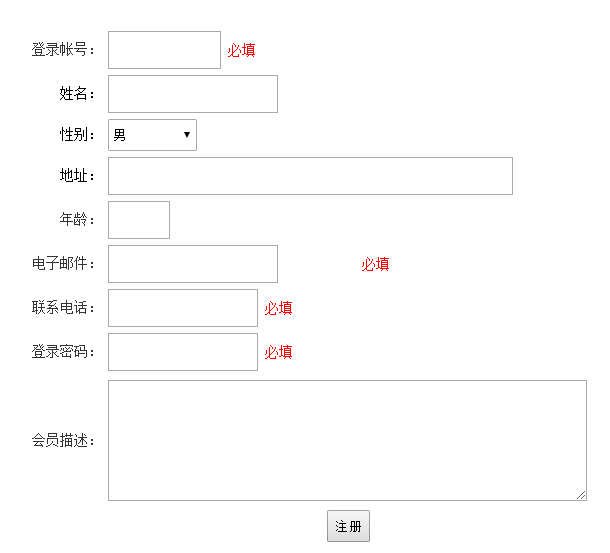 登录帐号： 必填
姓名：
性别： 男
地址：
年龄：
电子邮件： 必填
联系电话： 必填
登录密码： 必填
会员描述：
注册